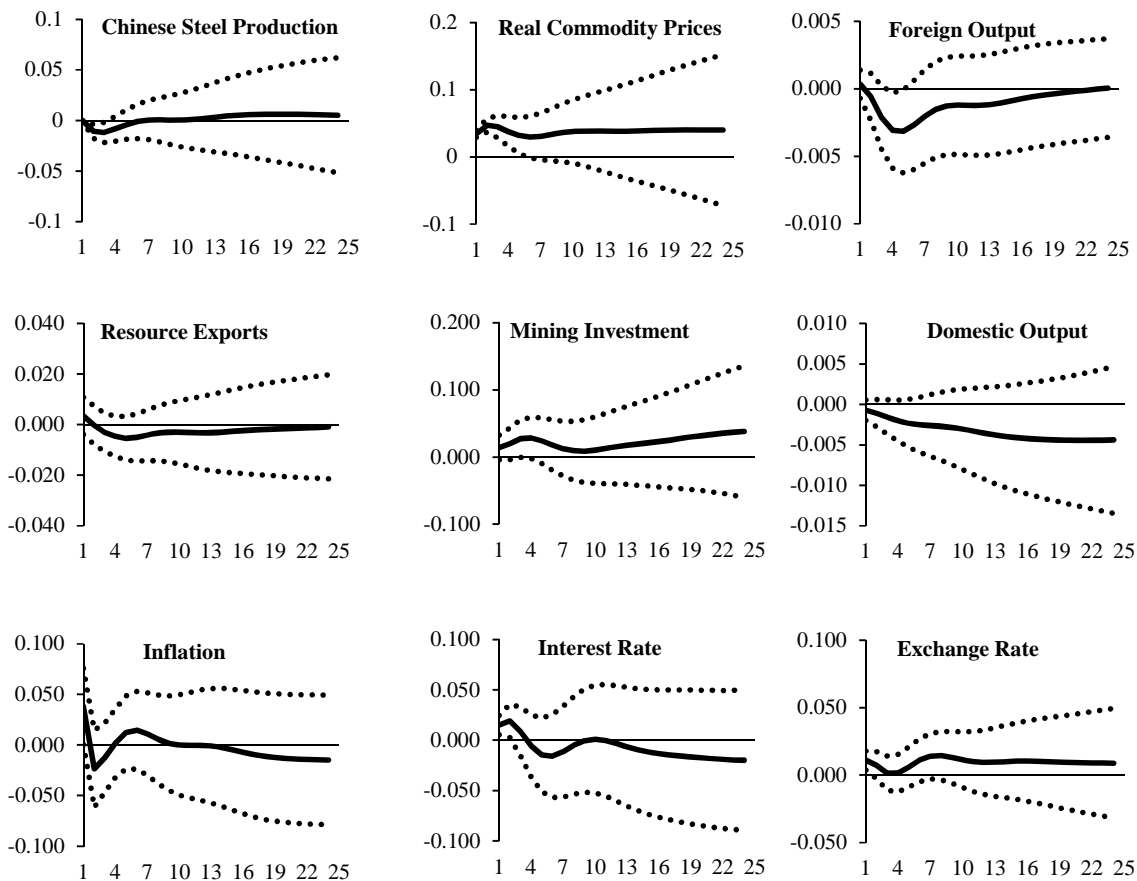 Chinese Steel Production
0.1
0.05
0
-0.05
-0.1
1 4 7 10 13 16 19 22 25
Real Commodity Prices
0.2
0.1
0
-0.1
1 4 7 10 13 16 19 22 25
Foreign Output
0.005
0.000
-0.005
-0.010
1 4 7 10 13 16 19 22 25
Resource Exports
0.040
0.020
0.000
-0.020
-0.040
1 4 7 10 13 16 19 22 25
Mining Investment
0.200
0.100
0.000
-0.100
1 4 7 10 13 16 19 22 25
Domestic Output
0.010
0.005
0.000
-0.005
-0.010
-0.015
1 4 7 10 13 16 19 22 25
Inflation
0.100
0.050
0.000
-0.050
-0.100
1 4 7 10 13 16 19 22 25
Interest Rate
0.100
0.050
0.000
-0.050
-0.100
1 4 7 10 13 16 19 22 25
Exchange Rate
0.100
0.050
0.000
-0.050
1 4 7 10 13 16 19 22 25